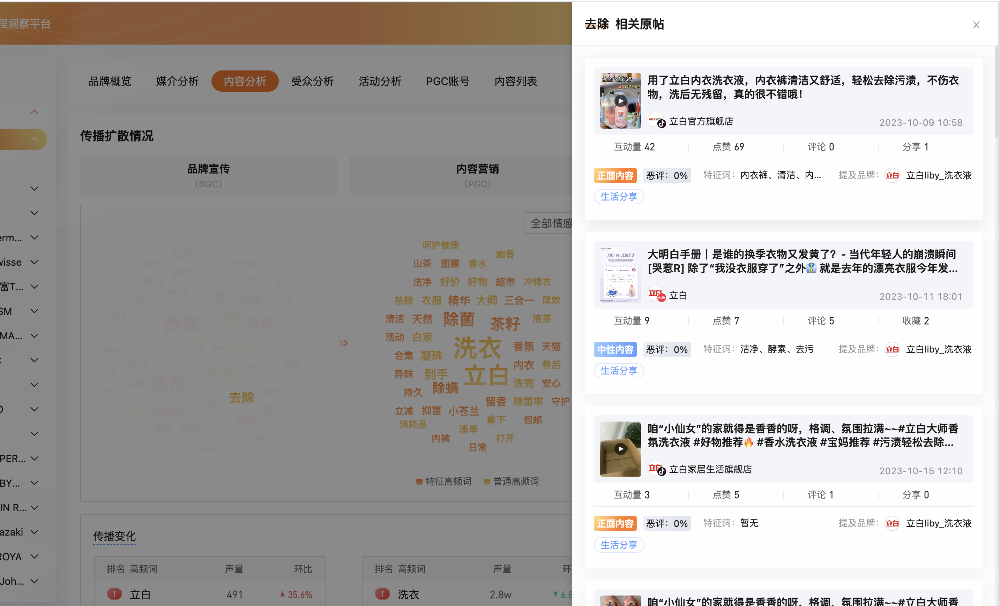 程洞察平台
品牌概览
媒介分析
内容分析
受众分析
活动分析
PGC账号
内容列表
erm...
wisse
富T...
SM
MA...
PER...
BY...
IN R...
azaki
ROYA
Joh...
传播扩散情况
品牌宣传
(BGC)
内容营销
(PGC)
全部情感
柔顺 双十
洗衣服
真的 干净
精油
厂家
宝妈 轻松
去污 洁净 内衣
清洁 凝珠 香氛 大师 留香
衣服
香味 助手 立白 好物 洗护
持久 洗衣 香水 清洗
直播 推荐
香气 去除 味道
衣物 直播间 污渍 高定
福利
超强 除菌
白色
活动
呵护健康
幽香
山茶 面膜 香水
洁净 好价 好物 超市 冲锋衣
祛除 衣服 精华 大师 三合一 尾款
清洁 天然 除菌 茶籽 液茶
活动 白家 洗衣 香氛 天猫
合集 凝珠 内衣 券后
异味 到手 立白 洗完 安心
持久 除螨
留香 除菌率 守护
立减 抑菌 小苍兰
消耗品 凑单 拿下 包邮
内裤 打开
日常
特征高频词 普通高频词
传播变化
排名 高频词 声量 环比
1 立白 491 35.6%
排名 高频词 声量 环
1 洗衣 2.8w 6.8
去除 相关原帖
用了立白内衣洗衣液，内衣裤清洁又舒适，轻松去除污渍，不伤衣
物，洗后无残留，真的很不错哦！
立白官方旗舰店
2023-10-09 10:58
互动量 42 点赞 69 评论 0 分享 1
正面内容 恶评：0% 特征词：内衣裤、清洁、内... 提及品牌： 立白 立白liby_洗衣液
生活分享
大明白手册｜是谁的换季衣物又发黄了？- 当代年轻人的崩溃瞬间
[哭惹R] 除了“我没衣服穿了”之外👔 就是去年的漂亮衣服今年发...
立白
2023-10-11 18:01
互动量 9 点赞 7 评论 5 收藏 2
中性内容 恶评：0% 特征词：洁净、酵素、去污 提及品牌： 立白 立白liby_洗衣液
生活分享
咱“小仙女”的家就得是香香的呀，格调、氛围拉满~~#立白大师香
氛洗衣液 #好物推荐🔥 #香水洗衣液 #宝妈推荐 #污渍轻松去除...
立白家居生活旗舰店
2023-10-15 12:10
互动量 3 点赞 5 评论 1 分享 0
正面内容 恶评：0% 特征词：暂无 提及品牌： 立白 立白liby_洗衣液
生活分享
咱“小仙女”的家就得是香香的呀，格调、氛围拉满~~#立白大师香